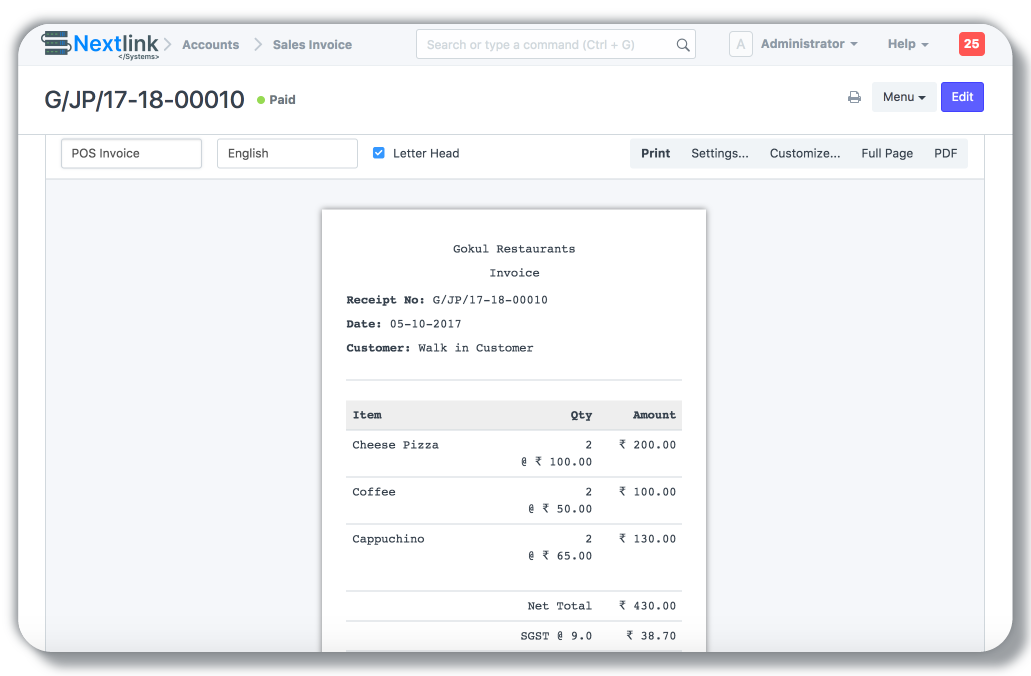 Nextlink
</Systems>
Accounts
Sales Invoice
Search or type a command (Ctrl + G)
A
Administrator
Help
25
G/JP/17-18-00010
Paid
Menu
Edit
POS Invoice
English
Letter Head
Print
Settings...
Customize...
Full Page
PDF
Gokul Restaurants
Invoice
Receipt No: G/JP/17-18-00010
Date: 05-10-2017
Customer: Walk in Customer
Item Qty Amount
Cheese Pizza 2 ₹ 200.00
@ ₹ 100.00
Coffee 2 ₹ 100.00
@ ₹ 50.00
Cappuchino 2 ₹ 130.00
@ ₹ 65.00
Net Total ₹ 430.00
SGST @ 9.0 ₹ 38.70